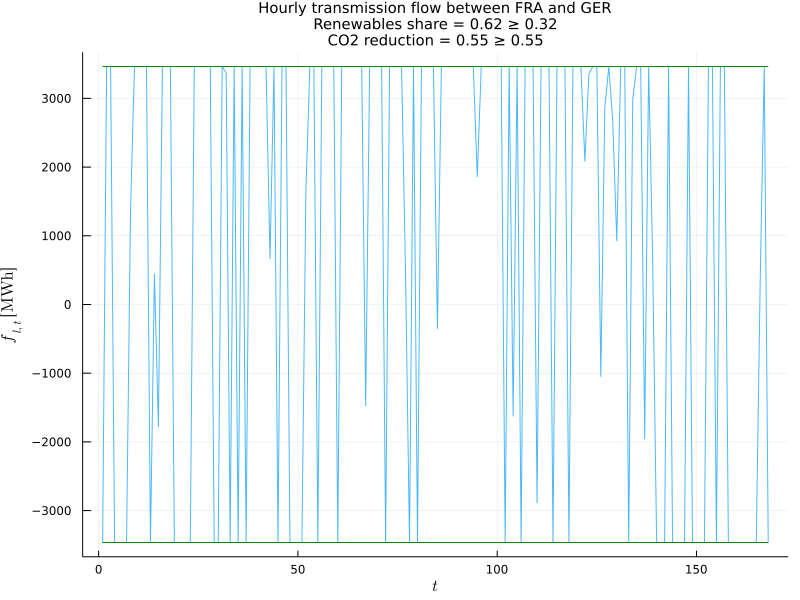 Hourly transmission flow between FRA and GER
Renewables share = 0.62 ≥ 0.32
CO2 reduction = 0.55 ≥ 0.55
3000
2000
1000
0
−1000
−2000
−3000
f l,t [MWh]
0 50 100 150
t